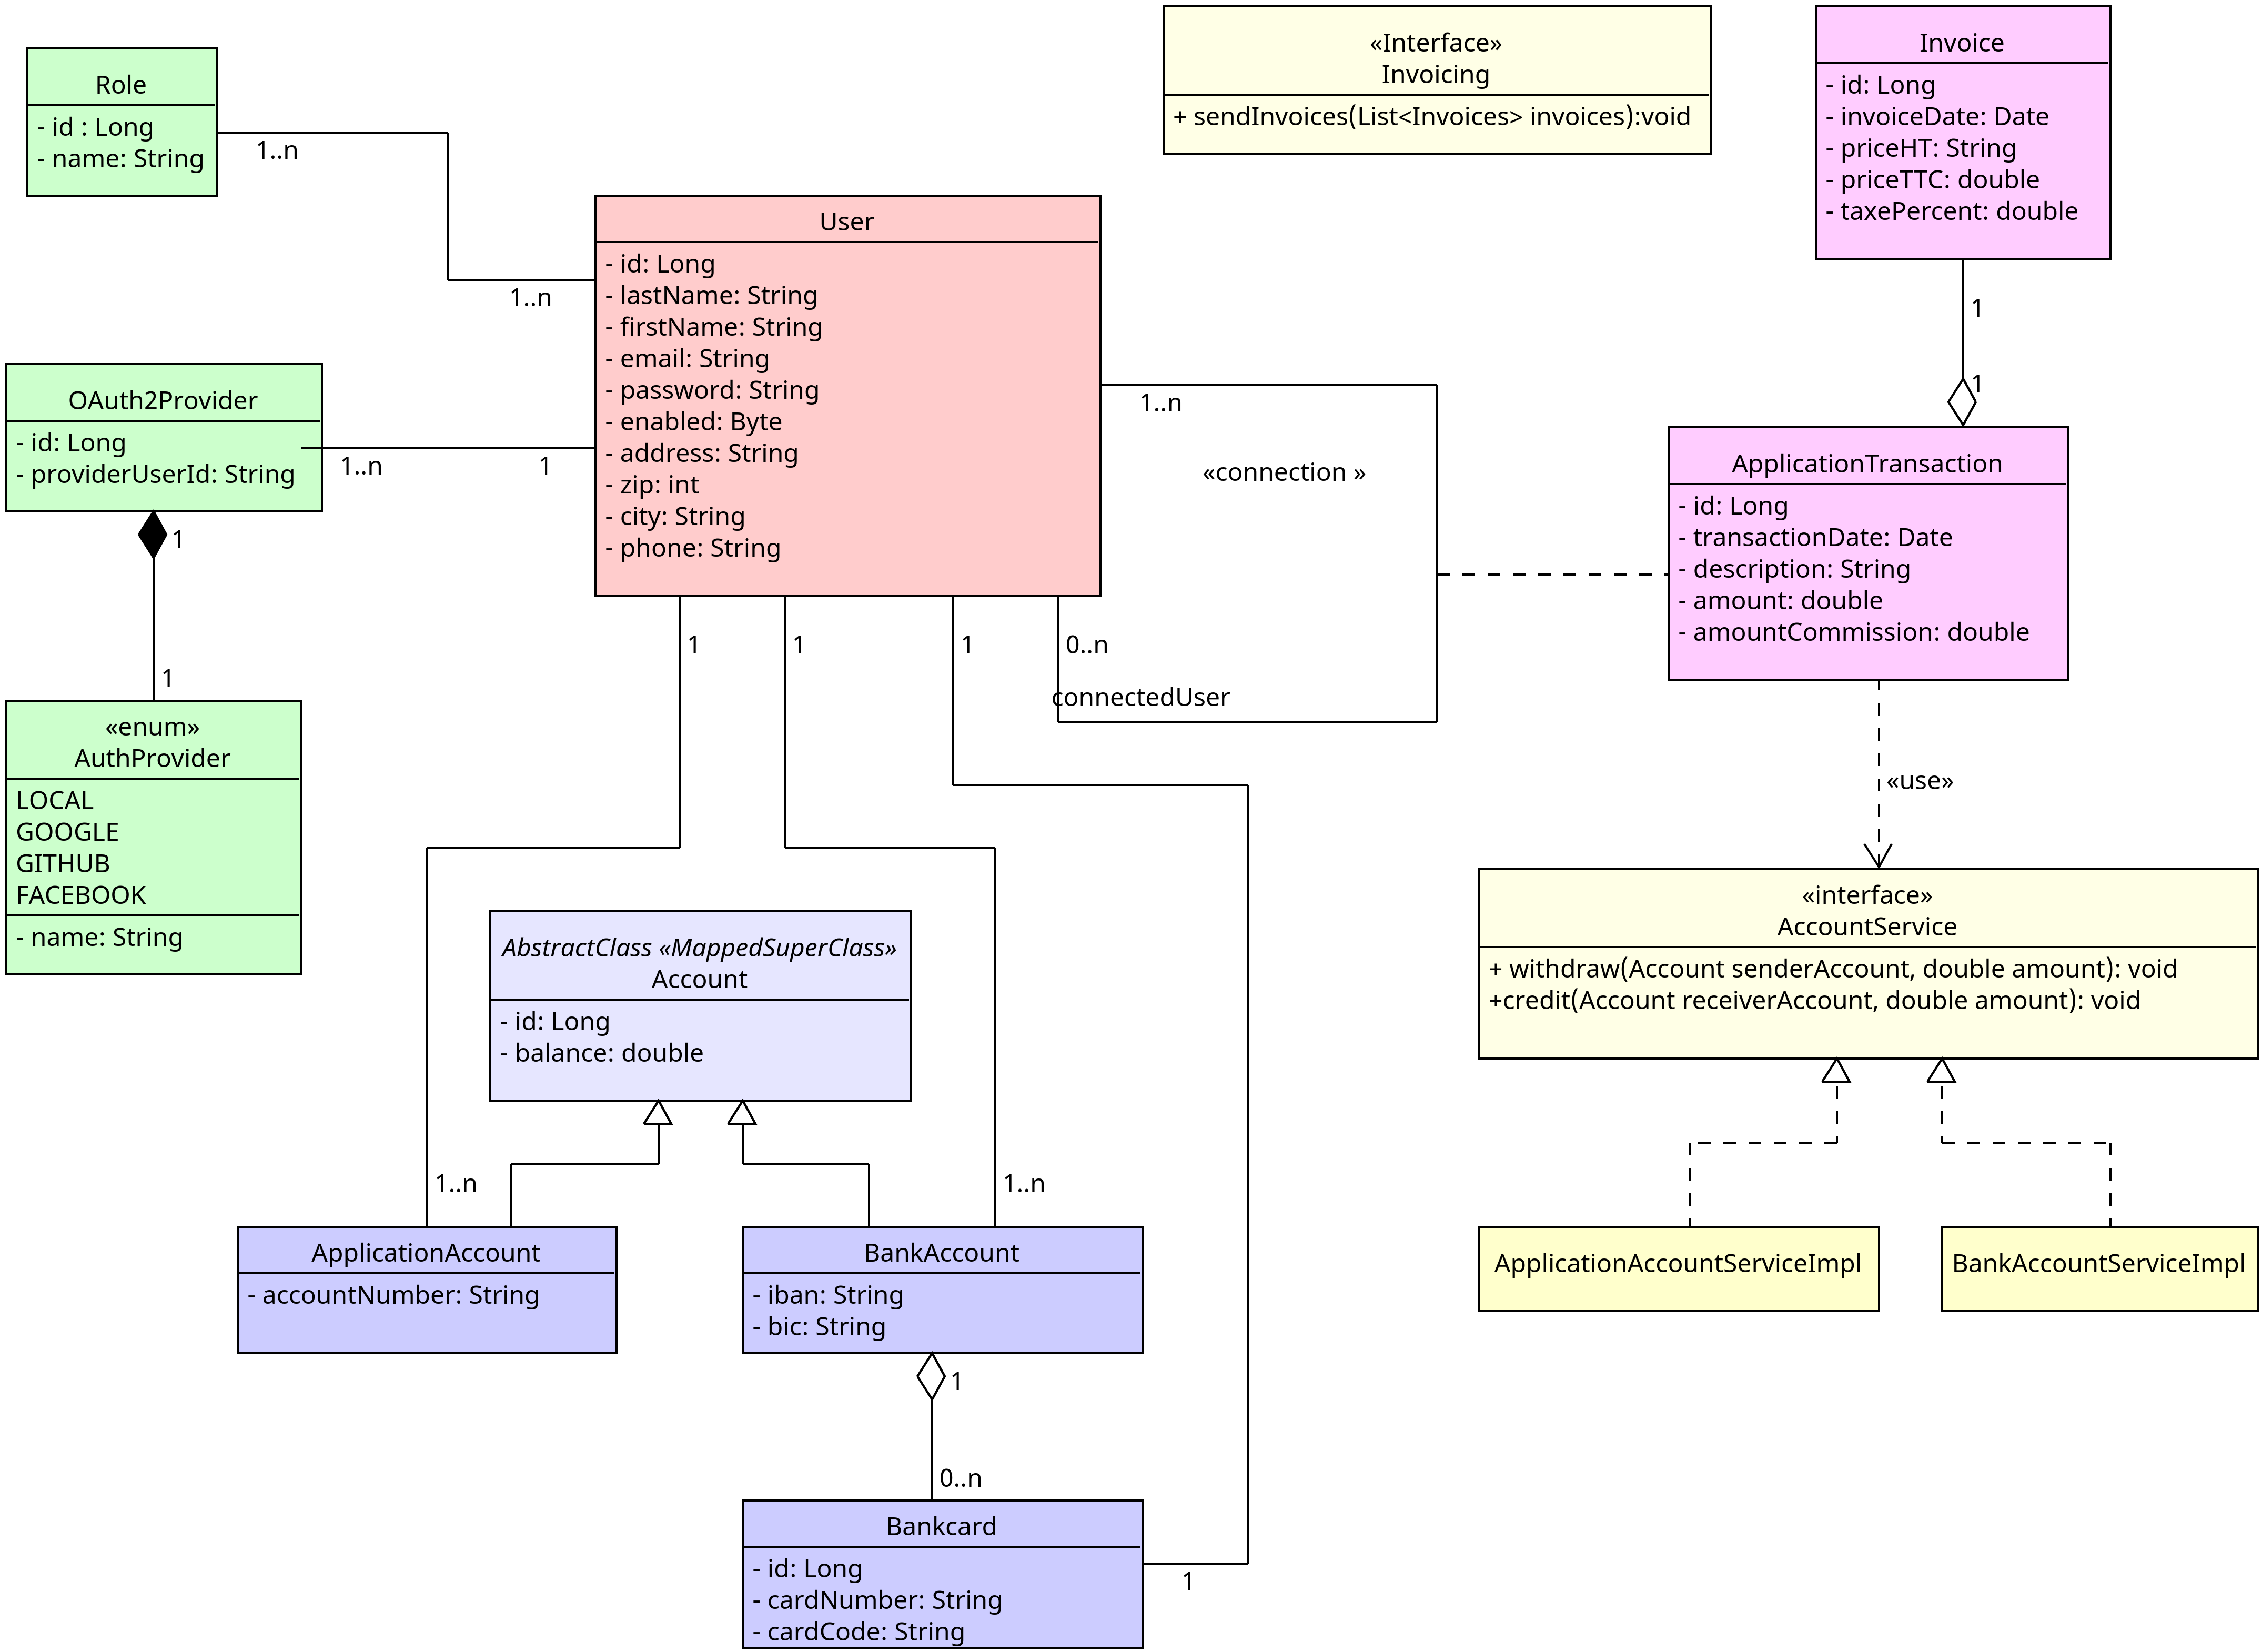 Role
- id : Long
- name: String
1..n
1..n
«Interface»
Invoicing
+ sendInvoices(List<Invoices> invoices):void
Invoice
- id: Long
- invoiceDate: Date
- priceHT: String
- priceTTC: double
- taxePercent: double
1
1
User
- id: Long
- lastName: String
- firstName: String
- email: String
- password: String
- enabled: Byte
- address: String
- zip: int
- city: String
- phone: String
OAuth2Provider
- id: Long
- providerUserId: String
1..n
1
1
1
«enum»
AuthProvider
LOCAL
GOOGLE
GITHUB
FACEBOOK
- name: String
1..n
«connection »
0..n
connectedUser
1
1
1
ApplicationTransaction
- id: Long
- transactionDate: Date
- description: String
- amount: double
- amountCommission: double
«use»
«interface»
AccountService
+ withdraw(Account senderAccount, double amount): void
+credit(Account receiverAccount, double amount): void
AbstractClass «MappedSuperClass»
Account
- id: Long
- balance: double
1..n
1..n
ApplicationAccount
- accountNumber: String
BankAccount
- iban: String
- bic: String
ApplicationAccountServiceImpl
BankAccountServiceImpl
1
0..n
Bankcard
- id: Long
- cardNumber: String
- cardCode: String
1